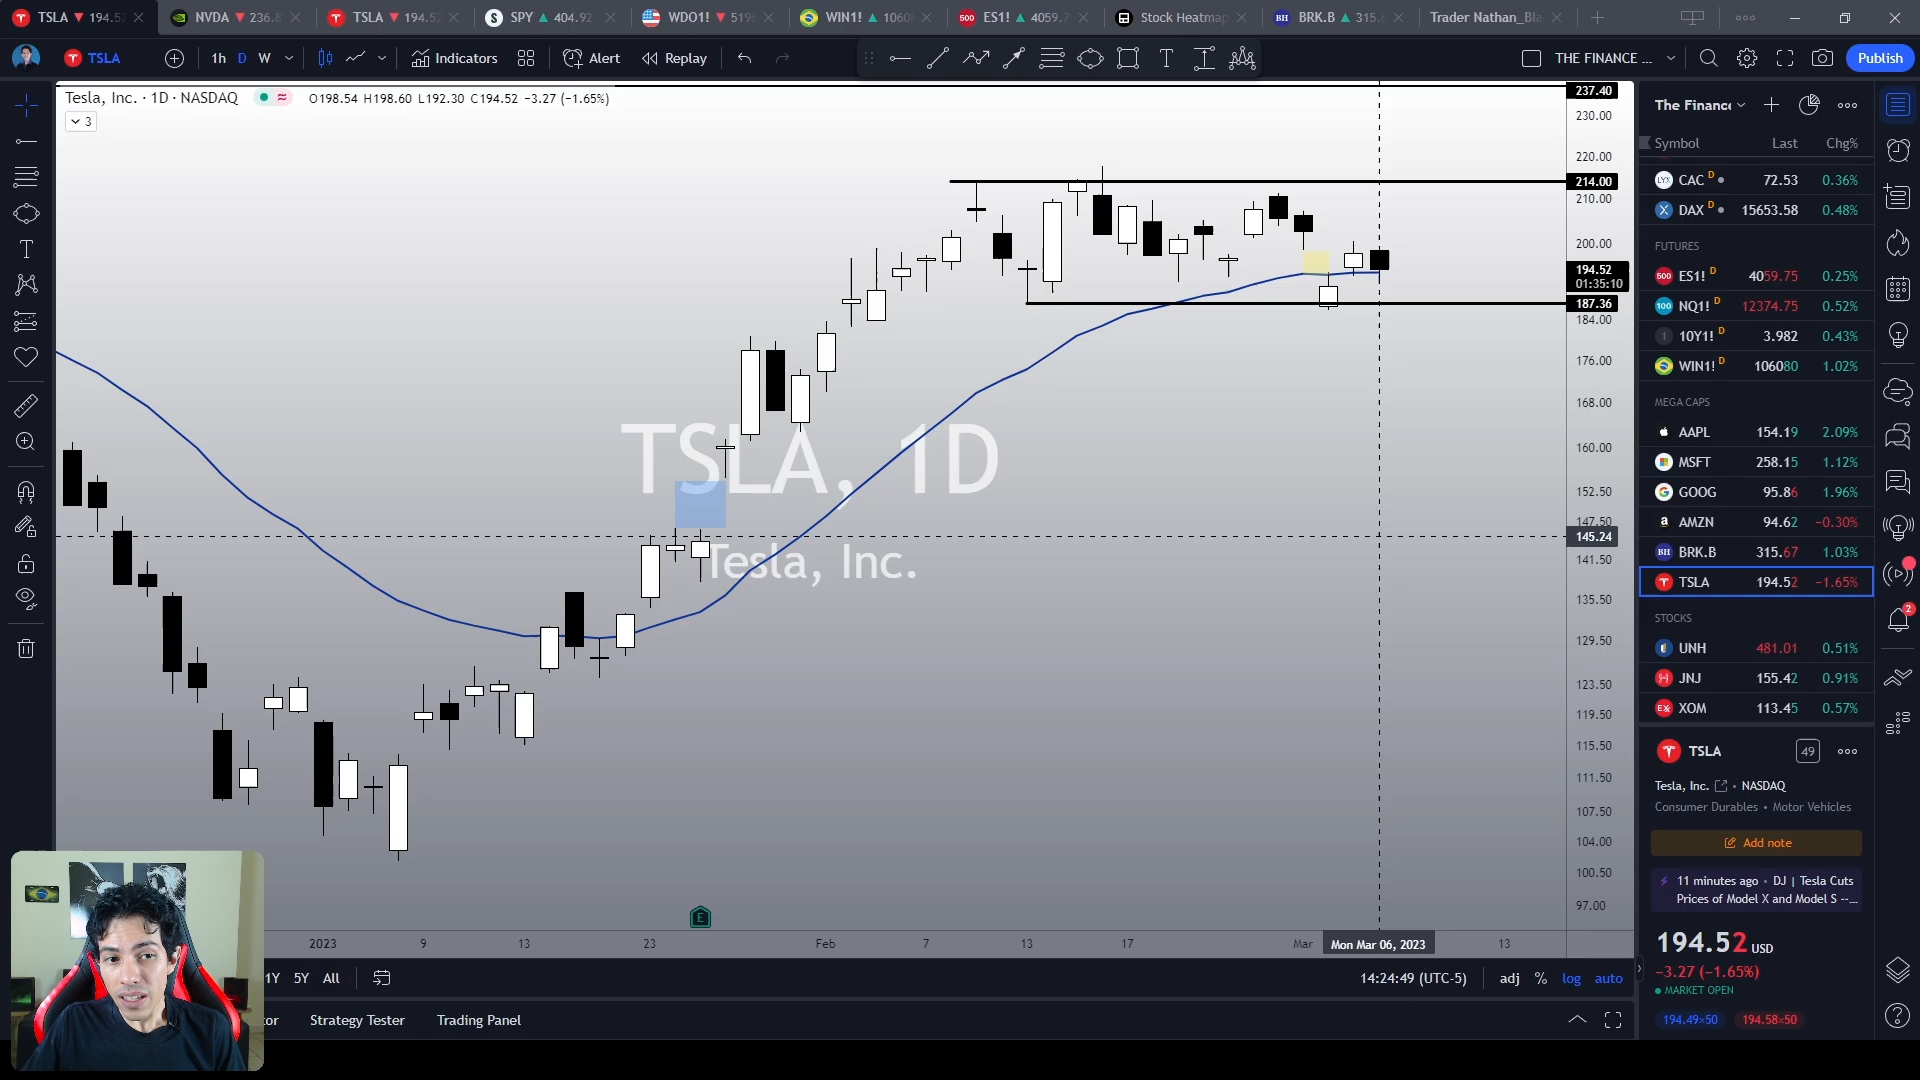 TSLA ▼ 194.52
NVDA ▼ 236.8
TSLA ▼ 194.52
SPY ▲ 404.92
WDO1! ▼ 519
WIN1! ▲ 1060
ES1! ▲ 4059.7
Stock Heatmap
BRK.B ▲ 315.6
Trader Nathan_Bla
TSLA
1h D W
Indicators
Alert
Replay
THE FINANCE ...
Publish
Tesla, Inc. · 1D · NASDAQ
O198.54 H198.60 L192.30 C194.52 −3.27 (−1.65%)
3
TSLA, 1D
Tesla, Inc.
237.40
230.00
220.00
214.00
210.00
200.00
194.52
01:35:10
187.36
184.00
176.00
168.00
160.00
152.50
147.50
145.24
141.50
135.50
129.50
123.50
119.50
115.50
111.50
107.50
104.00
100.50
97.00
E
2023 9 13 23 Feb 7 13 17 Mar Mon Mar 06, 2023 13
1Y 5Y All
14:24:49 (UTC-5) adj % log auto
tor Strategy Tester Trading Panel
The Finance
Symbol Last Chg%
CAC D 72.53 0.36%
DAX D 15653.58 0.48%
FUTURES
500 ES1! D 4059.75 0.25%
100 NQ1! D 12374.75 0.52%
1 10Y1! D 3.982 0.43%
WIN1! D 106080 1.02%
MEGA CAPS
AAPL 154.19 2.09%
MSFT 258.15 1.12%
GOOG 95.86 1.96%
AMZN 94.62 −0.30%
BH BRK.B 315.67 1.03%
TSLA 194.52 −1.65%
STOCKS
UNH 481.01 0.51%
JNJ 155.42 0.91%
XOM 113.45 0.57%
TSLA 49
Tesla, Inc. • NASDAQ
Consumer Durables • Motor Vehicles
Add note
11 minutes ago • DJ | Tesla Cuts
Prices of Model X and Model S --...
194.52 USD
−3.27 (−1.65%)
MARKET OPEN
194.49×50 194.58×50
2